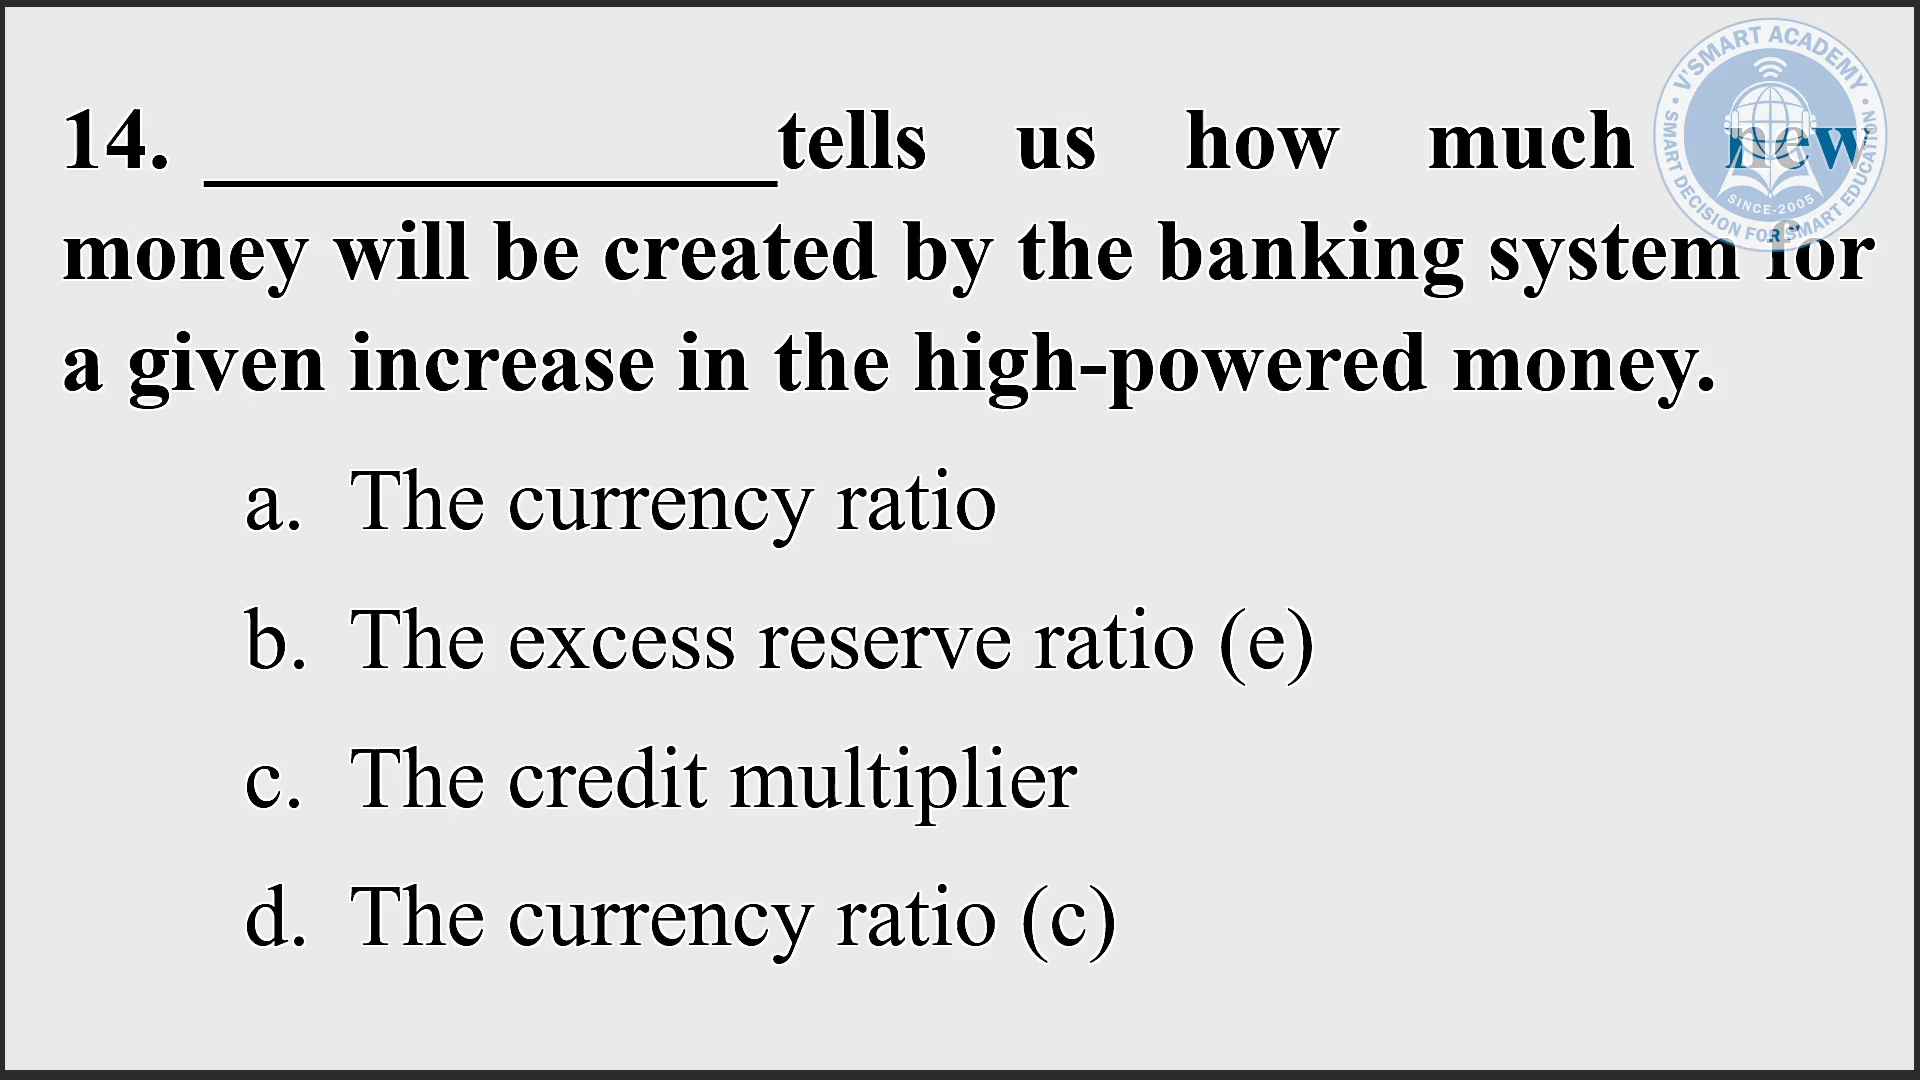 14. ______________tells us how much new
money will be created by the banking system for
a given increase in the high-powered money.
a. The currency ratio
b. The excess reserve ratio (e)
c. The credit multiplier
d. The currency ratio (c)
V'SMART ACADEMY
SINCE-2005
SMART DECISION FOR SMART EDUCATION